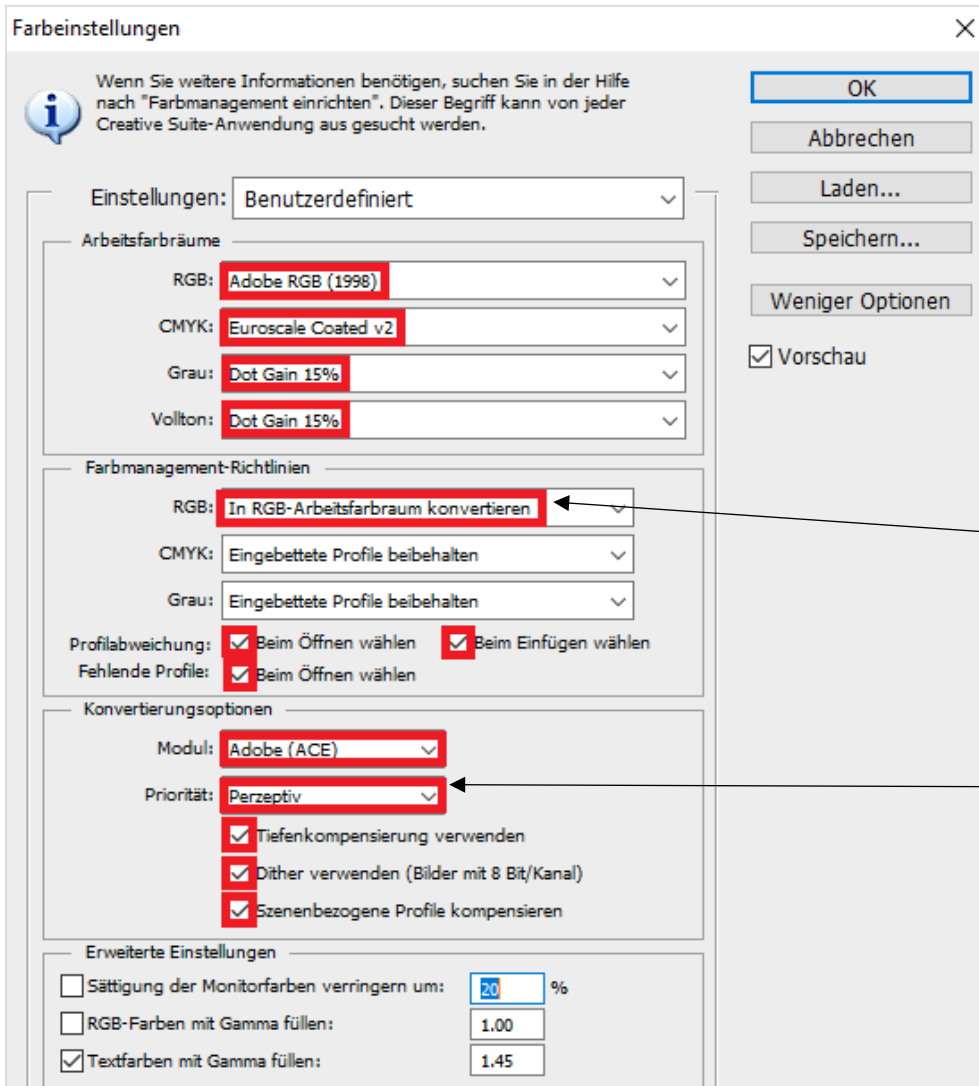 Farbeinstellungen
Wenn Sie weitere Informationen benötigen, suchen Sie in der Hilfe
nach "Farbmanagement einrichten". Dieser Begriff kann von jeder
Creative Suite-Anwendung aus gesucht werden.
OK
Abbrechen
Laden...
Speichern...
Weniger Optionen
Vorschau
Einstellungen: Benutzerdefiniert
Arbeitsfarbräume
RGB: Adobe RGB (1998)
CMYK: Euroscale Coated v2
Grau: Dot Gain 15%
Vollton: Dot Gain 15%
Farbmanagement-Richtlinien
RGB: In RGB-Arbeitsfarbraum konvertieren
CMYK: Eingebettete Profile beibehalten
Grau: Eingebettete Profile beibehalten
Profilabweichung: Beim Öffnen wählen Beim Einfügen wählen
Fehlende Profile: Beim Öffnen wählen
Konvertierungsoptionen
Modul: Adobe (ACE)
Priorität: Perzeptiv
Tiefenkompensierung verwenden
Dither verwenden (Bilder mit 8 Bit/Kanal)
Szenenbezogene Profile kompensieren
Erweiterte Einstellungen
Sättigung der Monitorfarben verringern um: 20 %
RGB-Farben mit Gamma füllen: 1.00
Textfarben mit Gamma füllen: 1.45